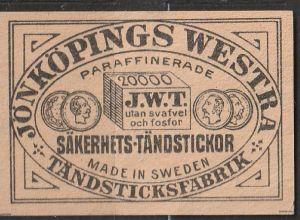 JÖNKÖPINGS WESTRA
PARAFFINERADE
20000
J.W.T.
utan svafvel
och fosfor
SÄKERHETS-TÄNDSTICKOR
MADE IN SWEDEN
TÄNDSTICKSFABRIK